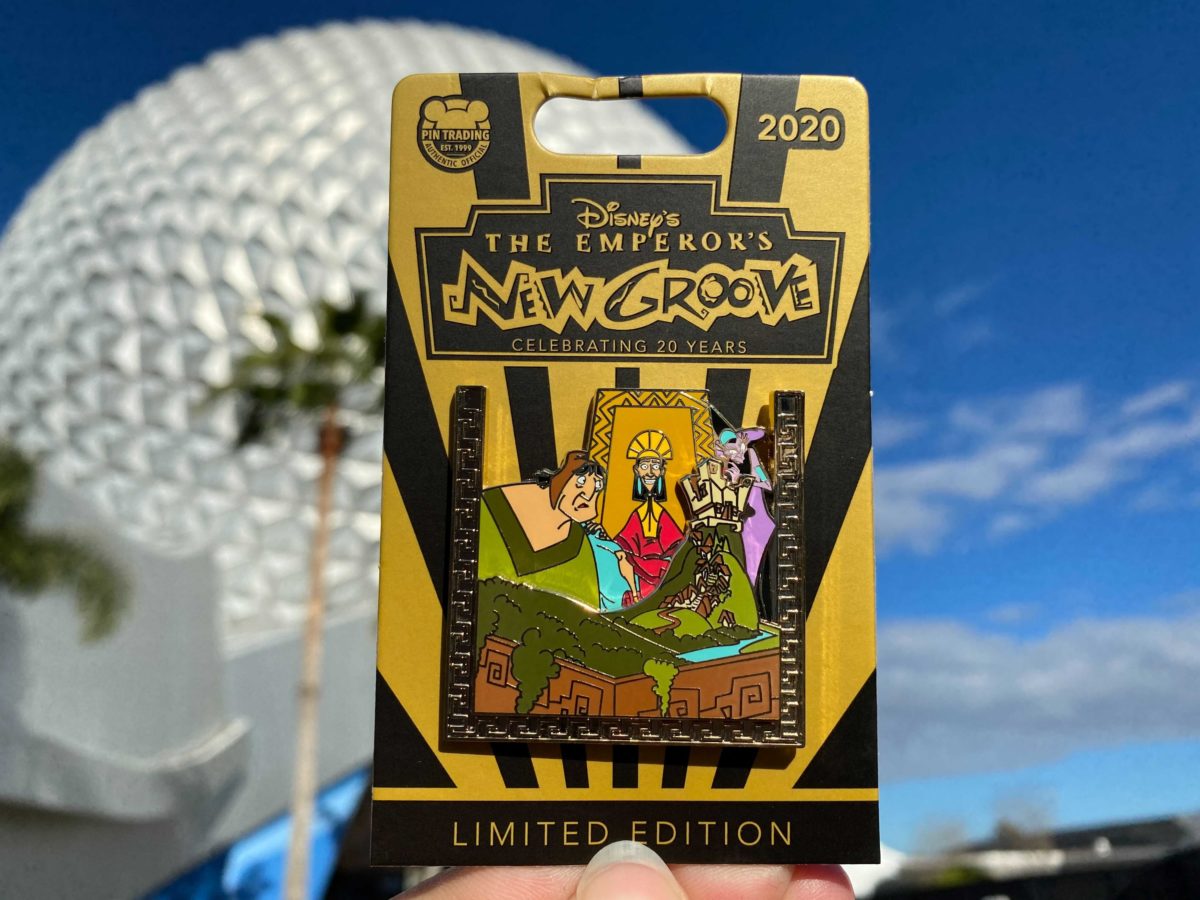 PIN TRADING
EST. 1999
AUTHENTIC. OFFICIAL
2020
DISNEY'S
THE EMPEROR'S
NEW GROOVE
CELEBRATING 20 YEARS
LIMITED EDITION